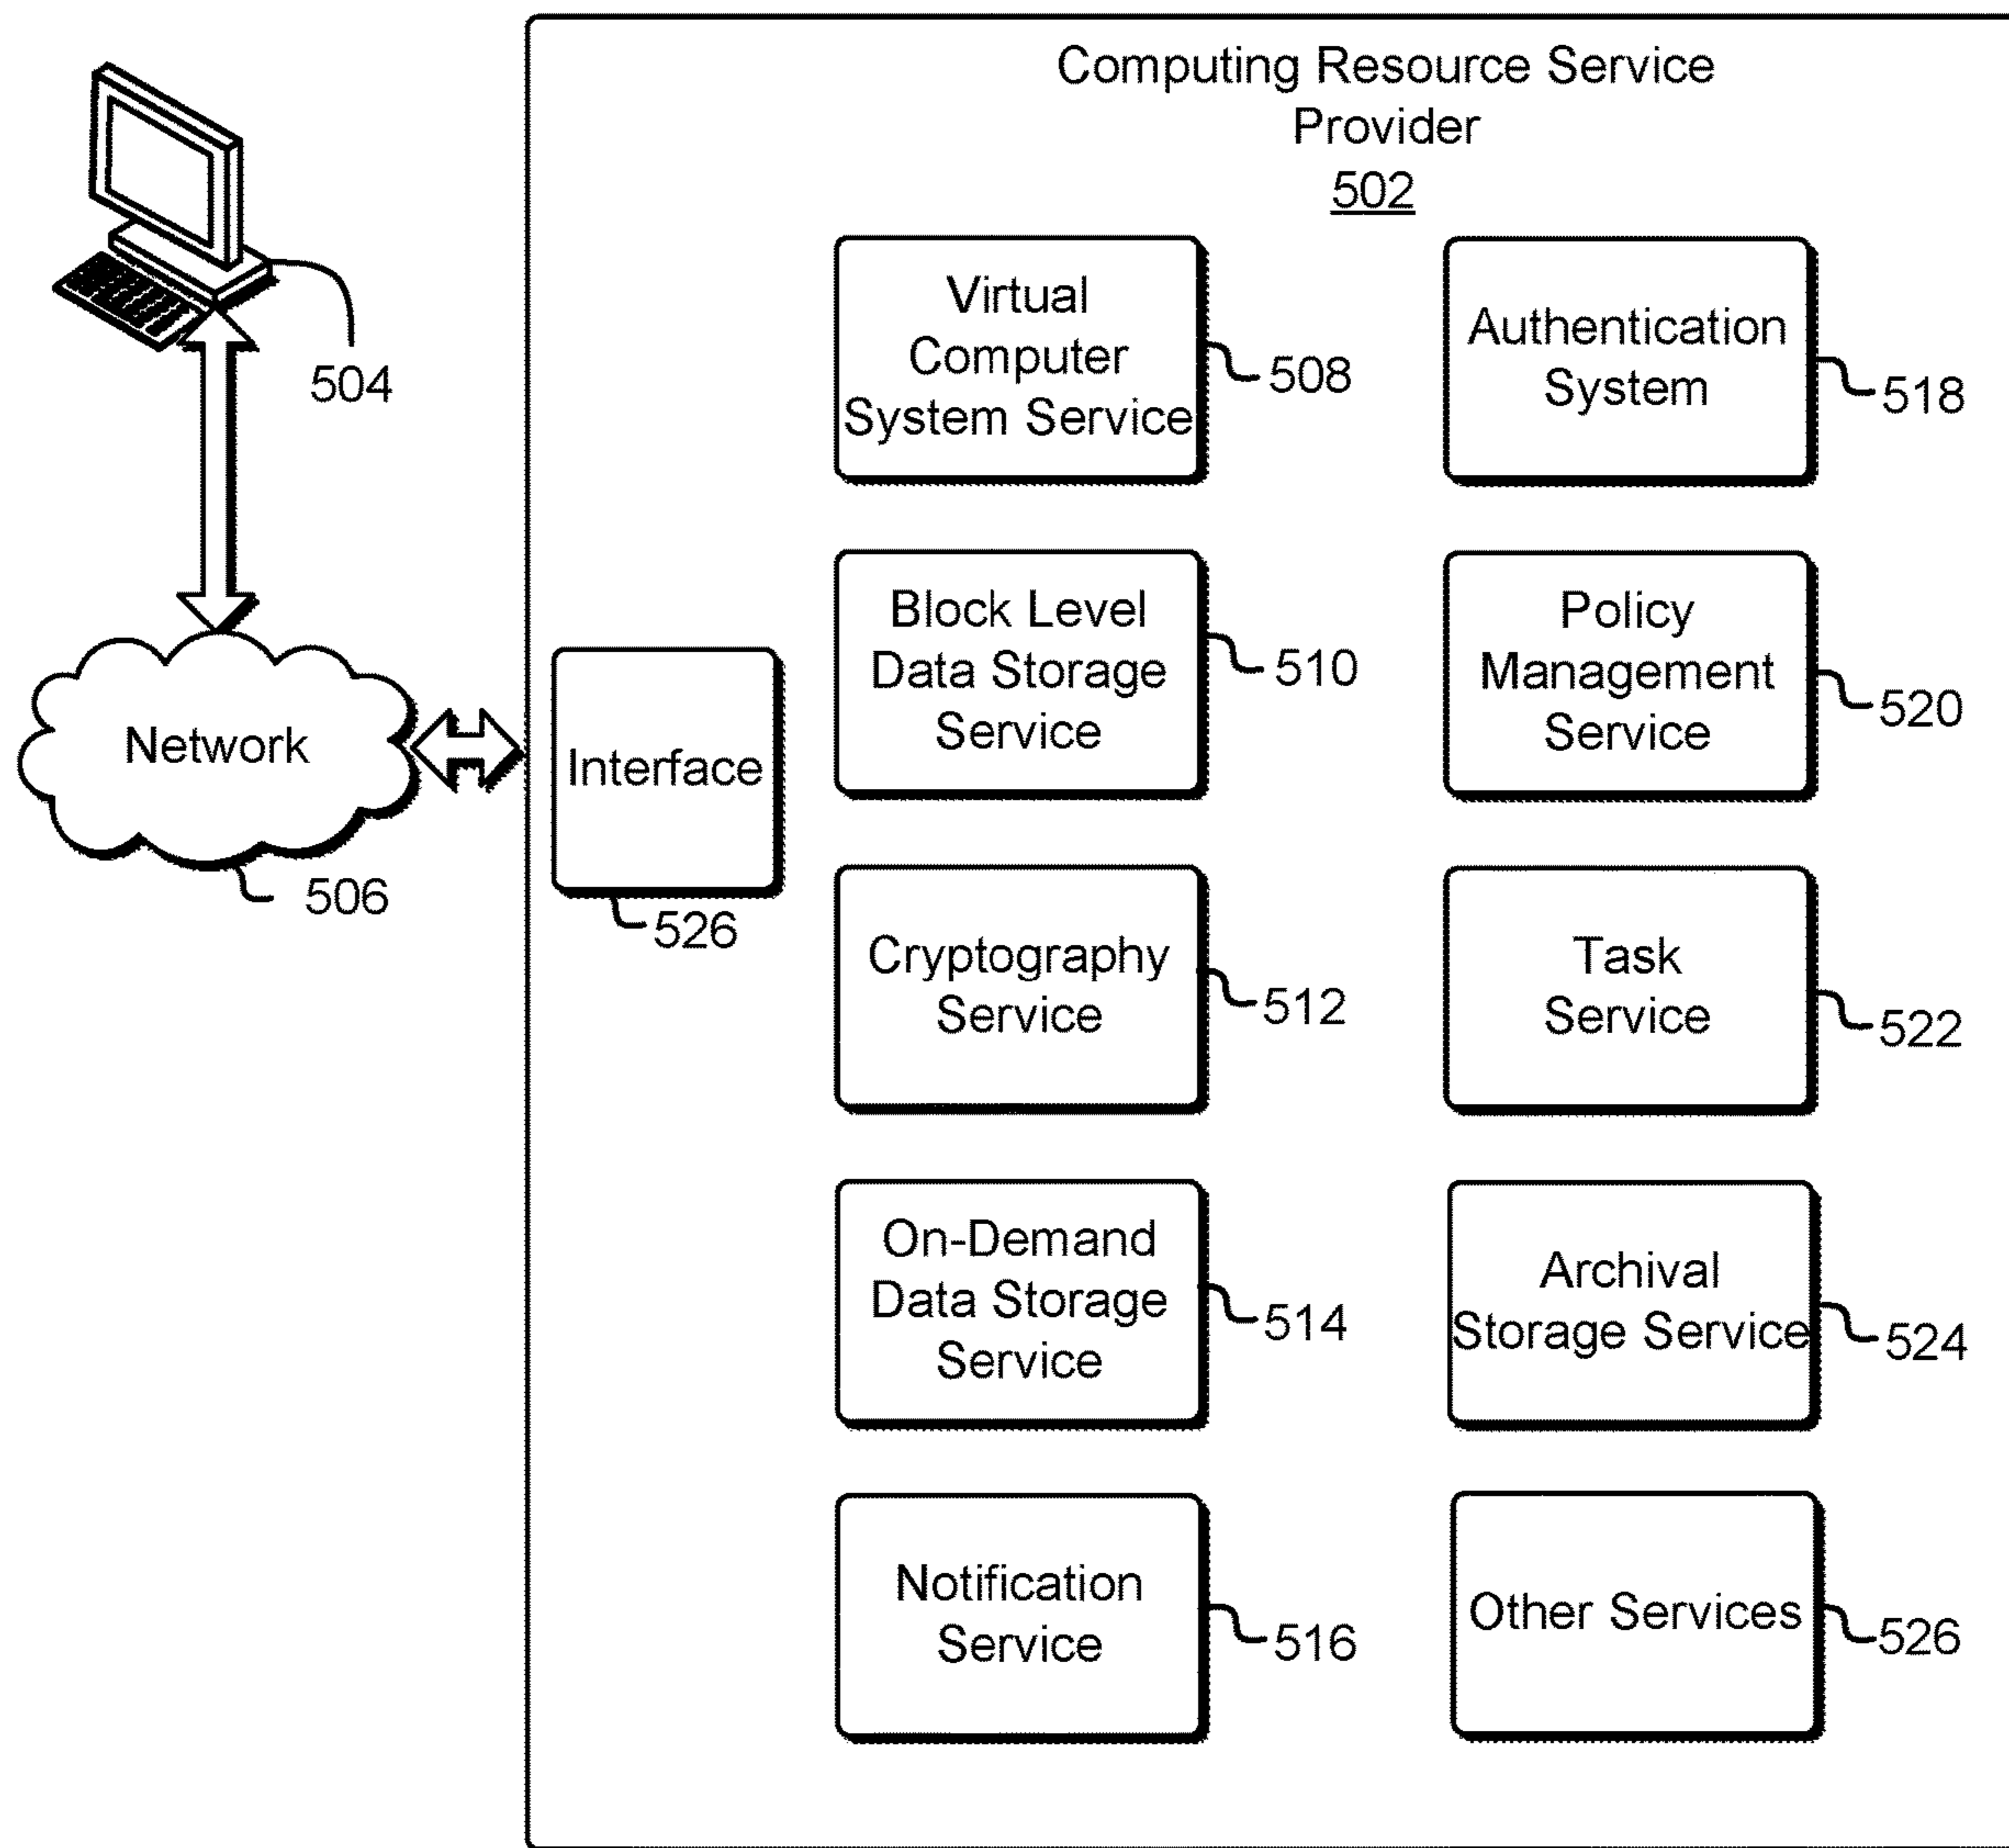 Computing Resource Service
Provider
502
504
Network
506
Interface
526
Virtual
Computer
System Service
508
Authentication
System
518
Block Level
Data Storage
Service
510
Policy
Management
Service
520
Cryptography
Service
512
Task
Service
522
On-Demand
Data Storage
Service
514
Archival
Storage Service
524
Notification
Service
516
Other Services
526